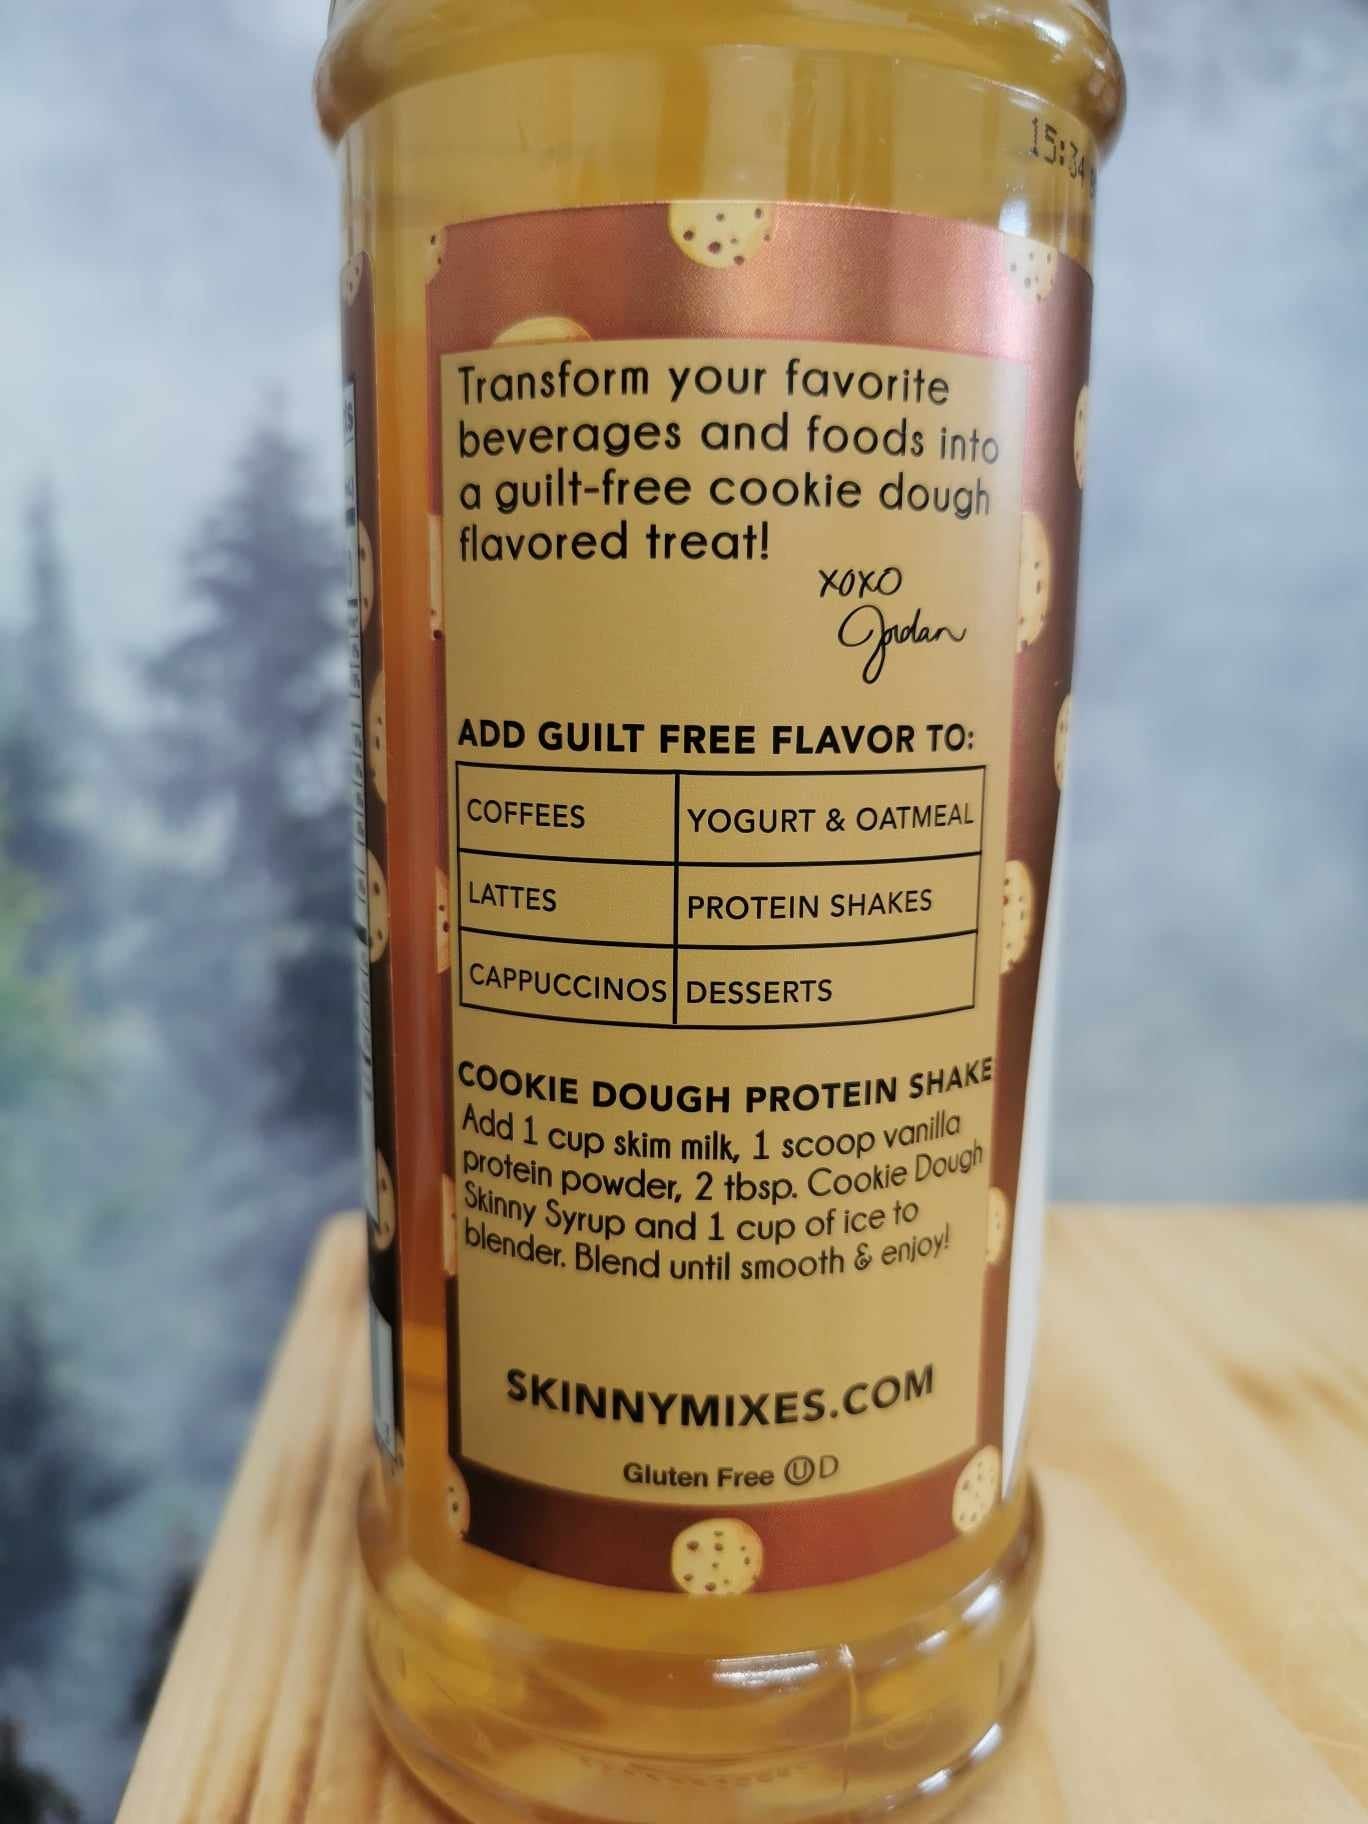 15:34
Transform your favorite
beverages and foods into
a guilt-free cookie dough
flavored treat!
xoxo
Jordan
ADD GUILT FREE FLAVOR TO:
COFFEES YOGURT & OATMEAL
LATTES PROTEIN SHAKES
CAPPUCCINOS DESSERTS
COOKIE DOUGH PROTEIN SHAKE
Add 1 cup skim milk, 1 scoop vanilla
protein powder, 2 tbsp. Cookie Dough
Skinny Syrup and 1 cup of ice to
blender. Blend until smooth & enjoy!
SKINNYMIXES.COM
Gluten Free Ⓤ D